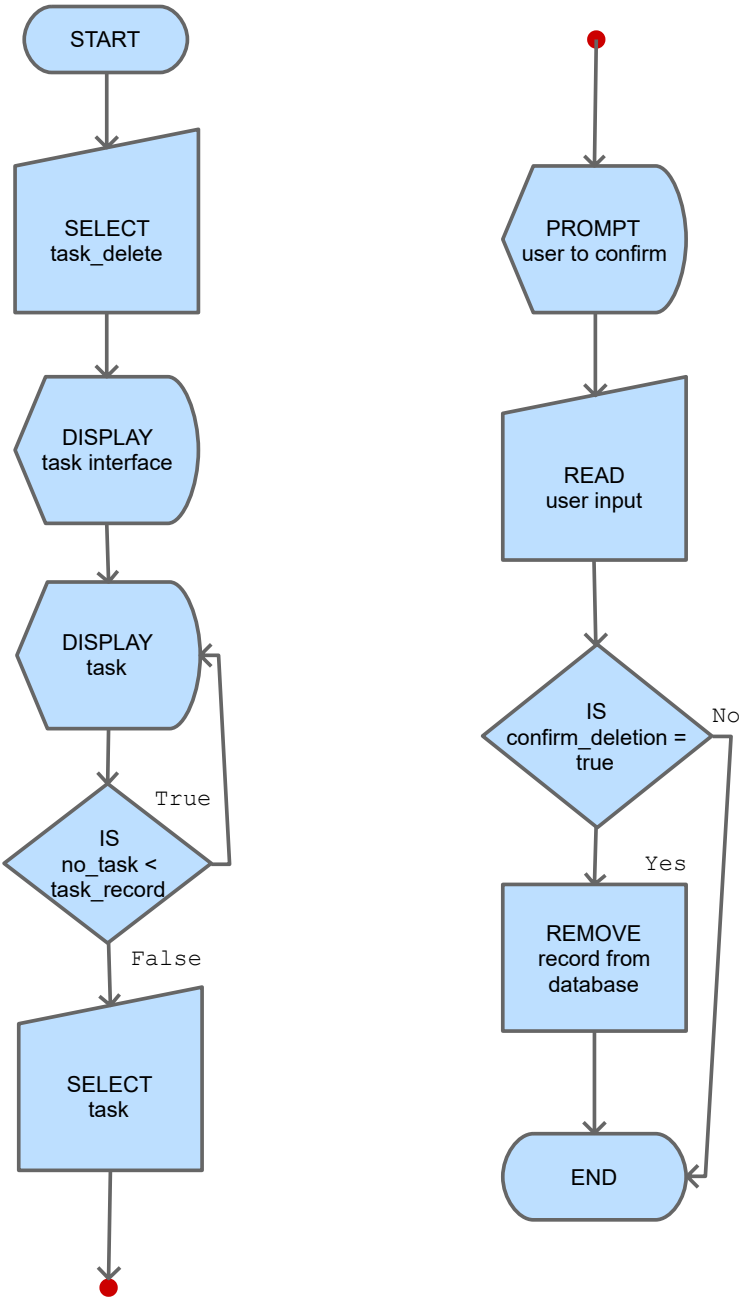 START
SELECT
task_delete
DISPLAY
task interface
DISPLAY
task
True
IS
no_task <
task_record
False
SELECT
task
PROMPT
user to confirm
READ
user input
IS
confirm_deletion =
true
No
Yes
REMOVE
record from
database
END